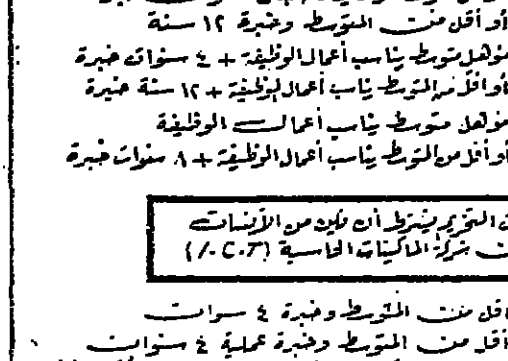 أو أقل من المتوسط وخبرة ١٢ سنة
مؤهل متوسط يناسب أعمال الوظيفة + ٤ سنوات خبرة
أو أقل من المتوسط يناسب أعمال الوظيفة + ١٢ سنة خبرة
مؤهل متوسط يناسب أعمال الوظيفة
أو أقل من المتوسط يناسب أعمال الوظيفة + ٨ سنوات خبرة
التحرير يشترط أن يكون من الآنسات
شركة الماكينات الحاسبة
أقل من المتوسط وخبرة ٤ سنوات
أقل من المتوسط وخبرة عملية ٤ سنوات